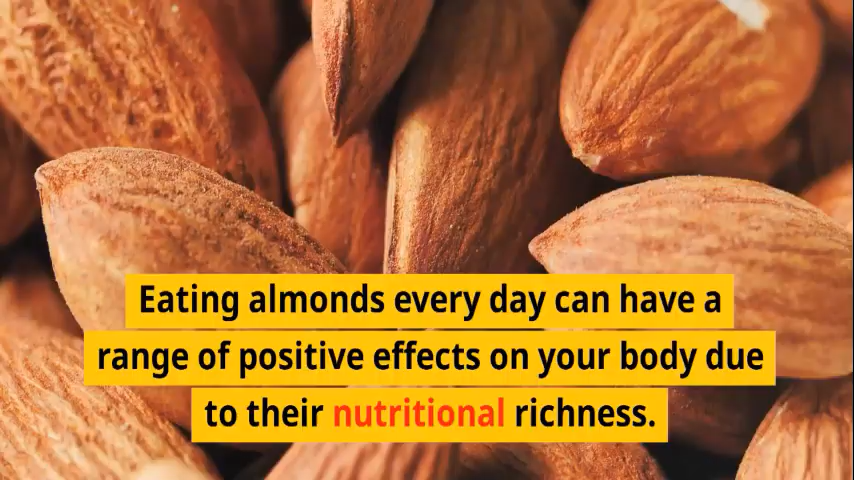 Eating almonds every day can have a
range of positive effects on your body due
to their nutritional richness.